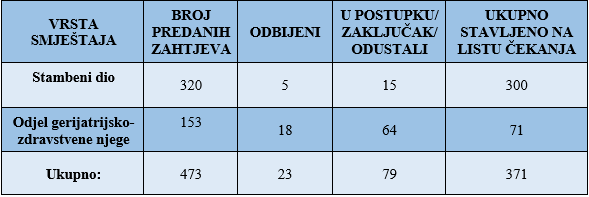 VRSTA SMJEŠTAJA | BROJ PREDANIH ZAHTJEVA | ODBIJENI | U POSTUPKU/ ZAKLJUČAK/ ODUSTALI | UKUPNO STAVLJENO NA LISTU ČEKANJA
Stambeni dio | 320 | 5 | 15 | 300
Odjel gerijatrijsko-zdravstvene njege | 153 | 18 | 64 | 71
Ukupno: | 473 | 23 | 79 | 371